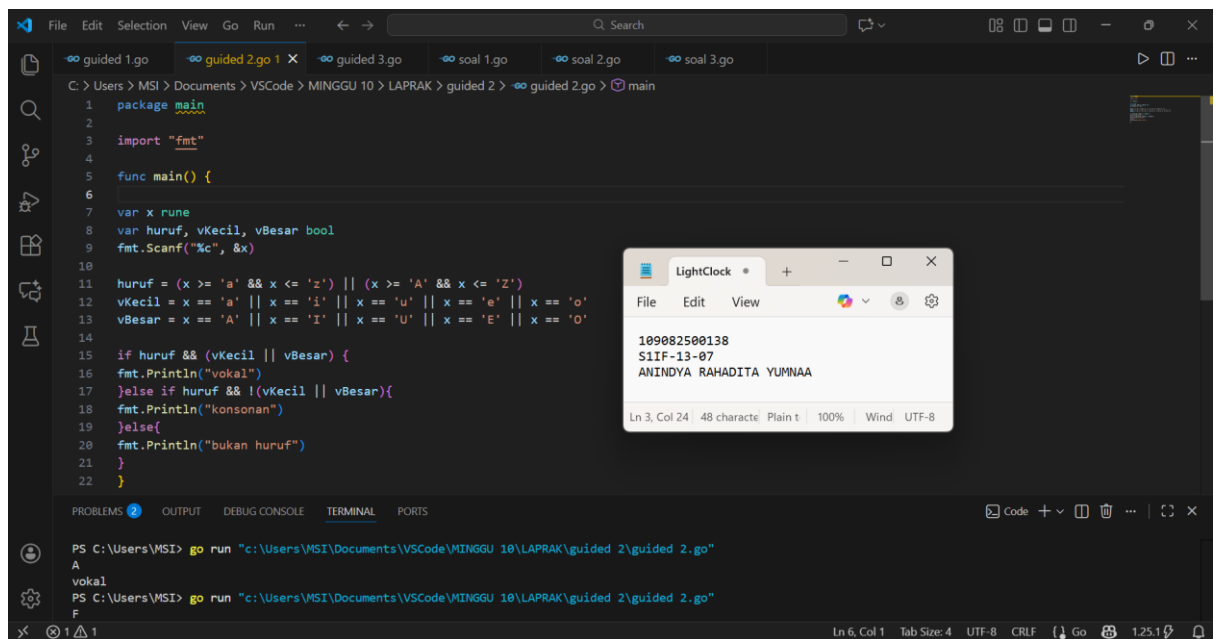 File Edit Selection View Go Run ··· ← → Search
guided 1.go guided 2.go 1 × guided 3.go soal 1.go soal 2.go soal 3.go
C: > Users > MSI > Documents > VSCode > MINGGU 10 > LAPRAK > guided 2 > guided 2.go > main
1 package main
2
3 import "fmt"
4
5 func main() {
6
7 var x rune
8 var huruf, vKecil, vBesar bool
9 fmt.Scanf("%c", &x)
10
11 huruf = (x >= 'a' && x <= 'z') || (x >= 'A' && x <= 'Z')
12 vKecil = x == 'a' || x == 'i' || x == 'u' || x == 'e' || x == 'o'
13 vBesar = x == 'A' || x == 'I' || x == 'U' || x == 'E' || x == 'O'
14
15 if huruf && (vKecil || vBesar) {
16 fmt.Println("vokal")
17 }else if huruf && !(vKecil || vBesar){
18 fmt.Println("konsonan")
19 }else{
20 fmt.Println("bukan huruf")
21 }
22 }
LightClock
File Edit View
109082500138
S1IF-13-07
ANINDYA RAHADITA YUMNAA
Ln 3, Col 24 48 characte Plain t 100% Wind UTF-8
PROBLEMS 2 OUTPUT DEBUG CONSOLE TERMINAL PORTS Code
PS C:\Users\MSI> go run "c:\Users\MSI\Documents\VSCode\MINGGU 10\LAPRAK\guided 2\guided 2.go"
A
vokal
PS C:\Users\MSI> go run "c:\Users\MSI\Documents\VSCode\MINGGU 10\LAPRAK\guided 2\guided 2.go"
F
1 1 Ln 6, Col 1 Tab Size: 4 UTF-8 CRLF {} Go 1.25.1